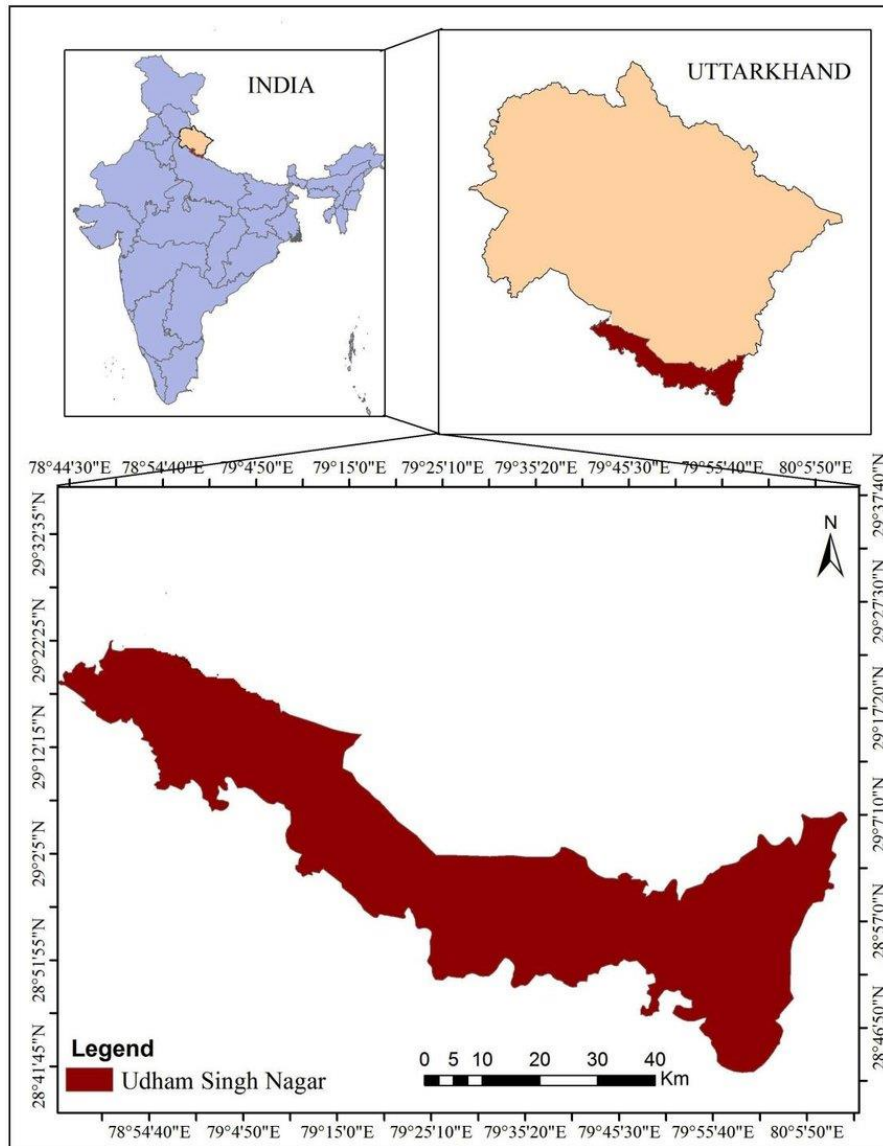 INDIA
UTTARKHAND
78°44'30"E 78°54'40"E 79°4'50"E 79°15'0"E 79°25'10"E 79°35'20"E 79°45'30"E 79°55'40"E 80°5'50"E
29°37'40"N
29°32'35"N
N
29°27'30"N
29°22'25"N
29°17'20"N
29°12'15"N
29°7'10"N
29°2'5"N
28°57'0"N
28°51'55"N
28°46'50"N
28°41'45"N
Legend
Udham Singh Nagar
0 5 10 20 30 40
Km
78°54'40"E 79°4'50"E 79°15'0"E 79°25'10"E 79°35'20"E 79°45'30"E 79°55'40"E 80°5'50"E